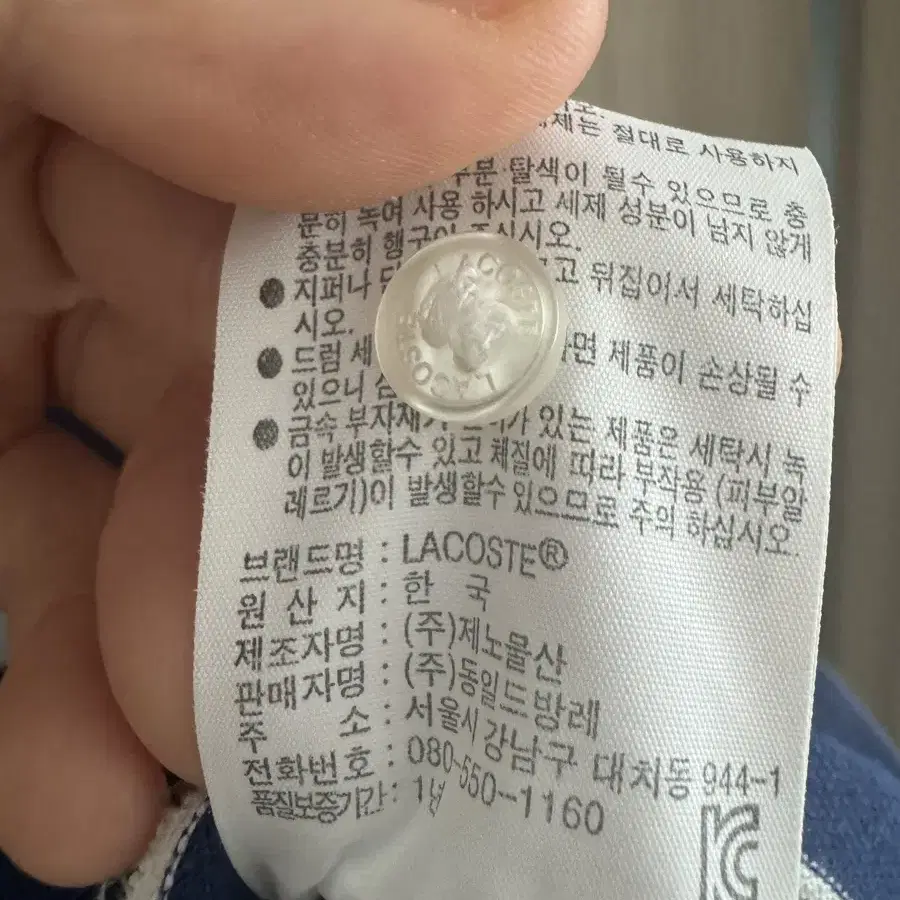 제는 절대로 사용하지
부분 탈색이 될수 있으므로 충
분히 녹여 사용 하시고 세제 성분이 남지 않게
충분히 헹구어 주십시오.
● 지퍼나 고 뒤집어서 세탁하십
시오.
● 드럼 세 면 제품이 손상될 수
있으니
● 금속 부자재가 있는 제품은 세탁시 녹
이 발생할수 있고 체질에 따라 부작용 (피부알
레르기)이 발생할수 있으므로 주의 하십시오.
LACOSTE
LACOSTE
브랜드명 : LACOSTE®
원 산 지 : 한 국
제조자명 : (주)제노물산
판매자명 : (주)동일드방레
주 소 : 서울시 강남구 대치동 944-1
전화번호 : 080-550-1160
품질보증기간 : 1년